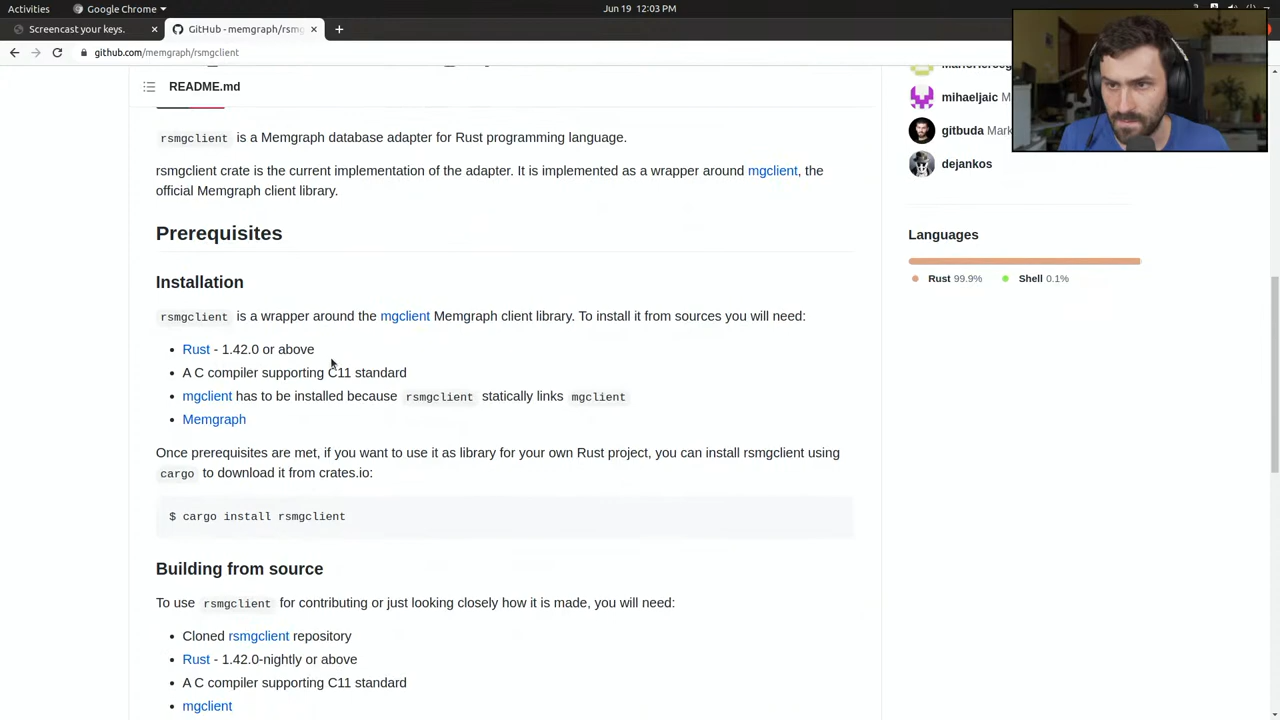 Activities
Google Chrome
Jun 19 12:03 PM
Screencast your keys.
GitHub - memgraph/rsmg
github.com/memgraph/rsmgclient
README.md
rsmgclient is a Memgraph database adapter for Rust programming language.
rsmgclient crate is the current implementation of the adapter. It is implemented as a wrapper around mgclient, the
official Memgraph client library.
Prerequisites
Installation
rsmgclient is a wrapper around the mgclient Memgraph client library. To install it from sources you will need:
Rust - 1.42.0 or above
A C compiler supporting C11 standard
mgclient has to be installed because rsmgclient statically links mgclient
Memgraph
Once prerequisites are met, if you want to use it as library for your own Rust project, you can install rsmgclient using
cargo to download it from crates.io:
$ cargo install rsmgclient
Building from source
To use rsmgclient for contributing or just looking closely how it is made, you will need:
Cloned rsmgclient repository
Rust - 1.42.0-nightly or above
A C compiler supporting C11 standard
mgclient
mihaeljaic M
gitbuda Mark
dejankos
Languages
Rust 99.9%
Shell 0.1%